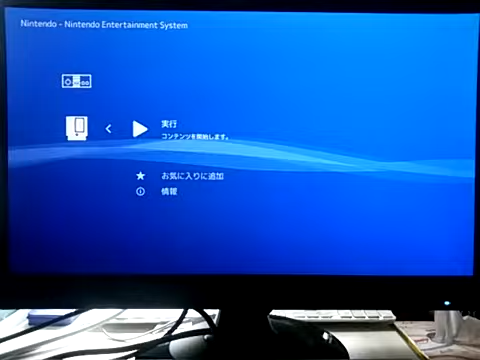 Nintendo - Nintendo Entertainment System
実行
コンテンツを開始します。
お気に入りに追加
情報